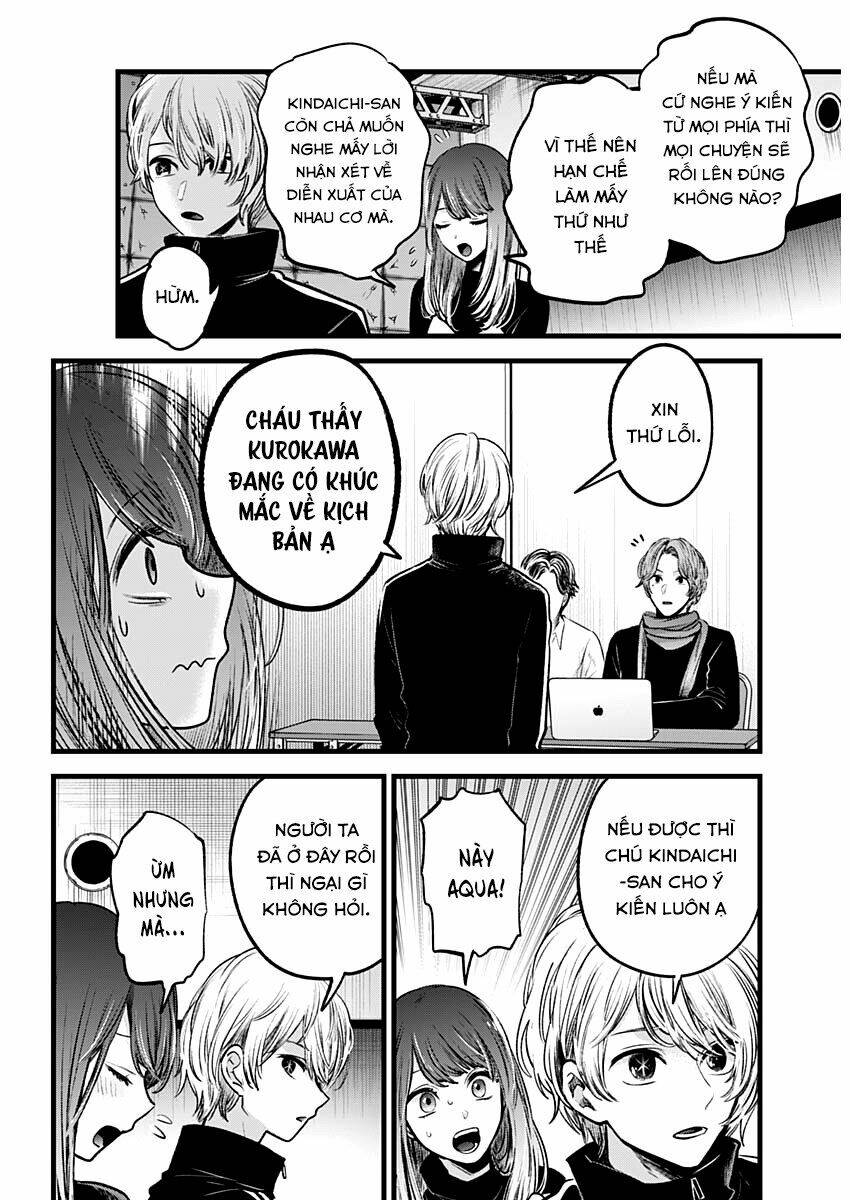 NẾU MÀ
CỨ NGHE Ý KIẾN
TỪ MỌI PHÍA THÌ
MỌI CHUYỆN SẼ
RỐI LÊN ĐÚNG
KHÔNG NÀO?
VÌ THẾ NÊN
HẠN CHẾ
LÀM MẤY
THỨ NHƯ
THẾ
KINDAICHI-SAN
CÒN CHẢ MUỐN
NGHE MẤY LỜI
NHẬN XÉT VỀ
DIỄN XUẤT CỦA
NHAU CƠ MÀ.
HỪM.
XIN
THỨ LỖI.
CHÁU THẤY
KUROKAWA
ĐANG CÓ KHÚC
MẮC VỀ KỊCH
BẢN Ạ
NẾU ĐƯỢC THÌ
CHÚ KINDAICHI
-SAN CHO Ý
KIẾN LUÔN Ạ
NÀY
AQUA!
NGƯỜI TA
ĐÃ Ở ĐÂY RỒI
THÌ NGẠI GÌ
KHÔNG HỎI.
ỪM
NHƯNG
MÀ...